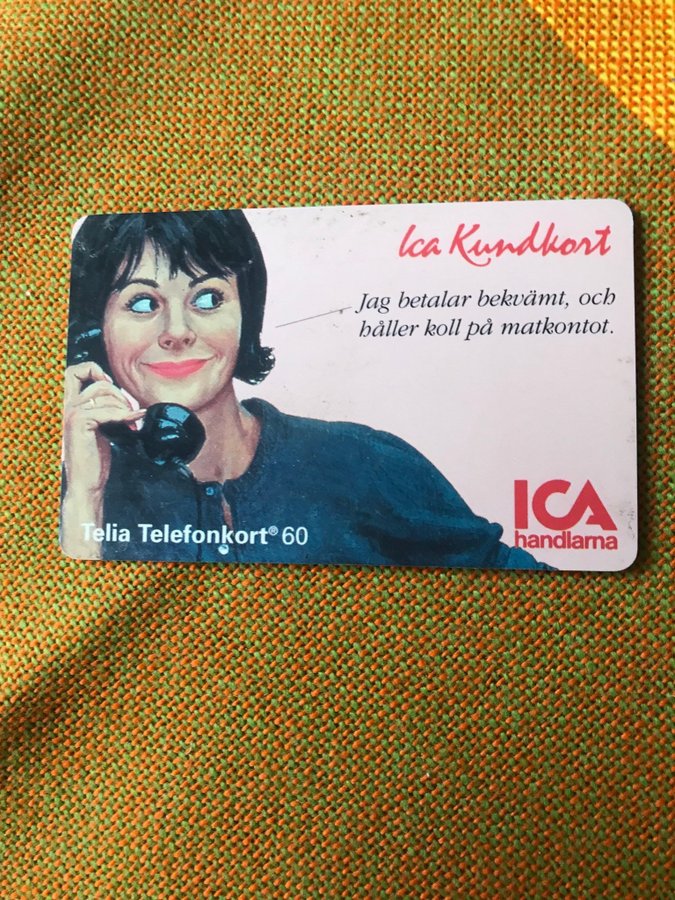 Ica Kundkort
Jag betalar bekvämt, och
håller koll på matkontot.
ICA
handlarna
Telia Telefonkort® 60